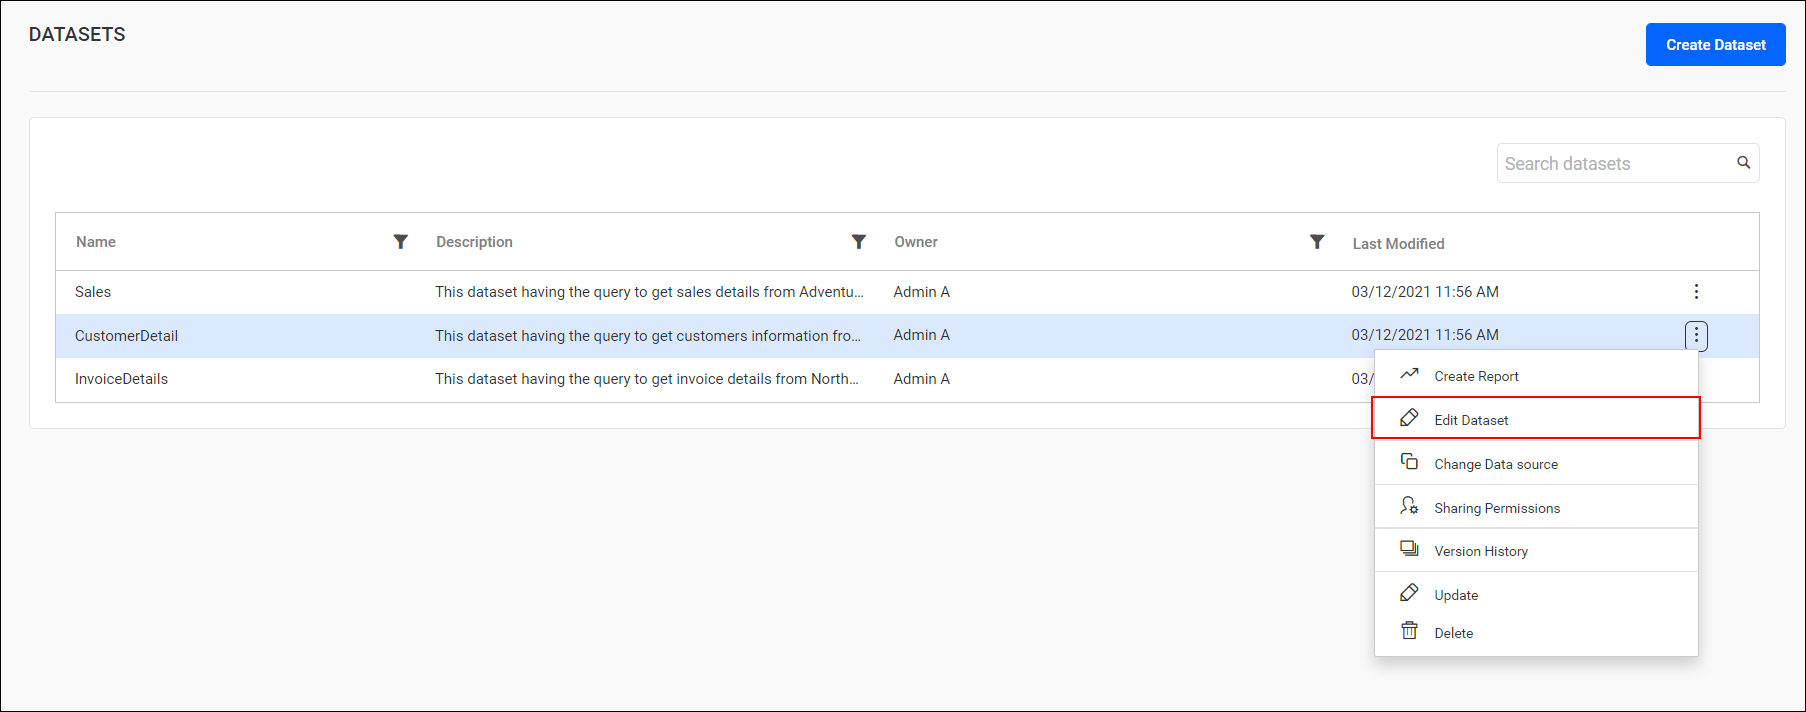 DATASETS
Create Dataset
Search datasets
Name Description Owner Last Modified
Sales This dataset having the query to get sales details from Adventu... Admin A 03/12/2021 11:56 AM
CustomerDetail This dataset having the query to get customers information fro... Admin A 03/12/2021 11:56 AM
InvoiceDetails This dataset having the query to get invoice details from North... Admin A 03/
Create Report
Edit Dataset
Change Data source
Sharing Permissions
Version History
Update
Delete